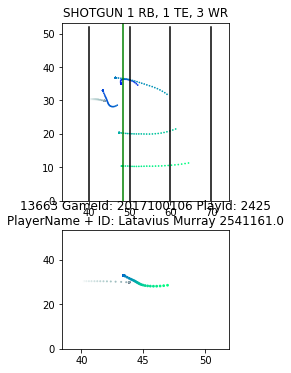 SHOTGUN 1 RB, 1 TE, 3 WR
50
40
30
20
10
0
40 50 60 70
13663 GameId: 2017100106 PlayId: 2425
PlayerName + ID: Latavius Murray 2541161.0
40
20
0
40 45 50